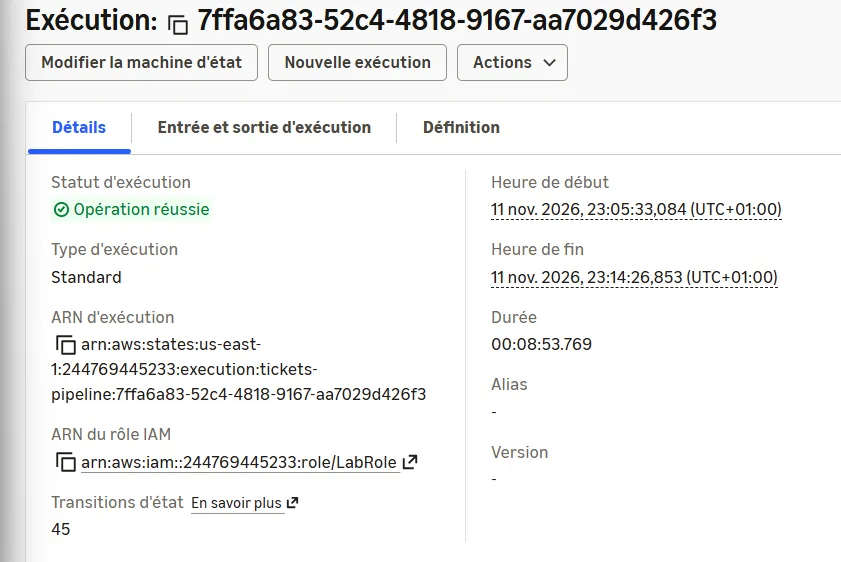 Exécution: 7ffa6a83-52c4-4818-9167-aa7029d426f3
Modifier la machine d'état
Nouvelle exécution
Actions
Détails
Entrée et sortie d'exécution
Définition
Statut d'exécution
Opération réussie
Type d'exécution
Standard
ARN d'exécution
arn:aws:states:us-east-
1:244769445233:execution:tickets-
pipeline:7ffa6a83-52c4-4818-9167-aa7029d426f3
ARN du rôle IAM
arn:aws:iam::244769445233:role/LabRole
Transitions d'état En savoir plus
45
Heure de début
11 nov. 2026, 23:05:33,084 (UTC+01:00)
Heure de fin
11 nov. 2026, 23:14:26,853 (UTC+01:00)
Durée
00:08:53.769
Alias
-
Version
-